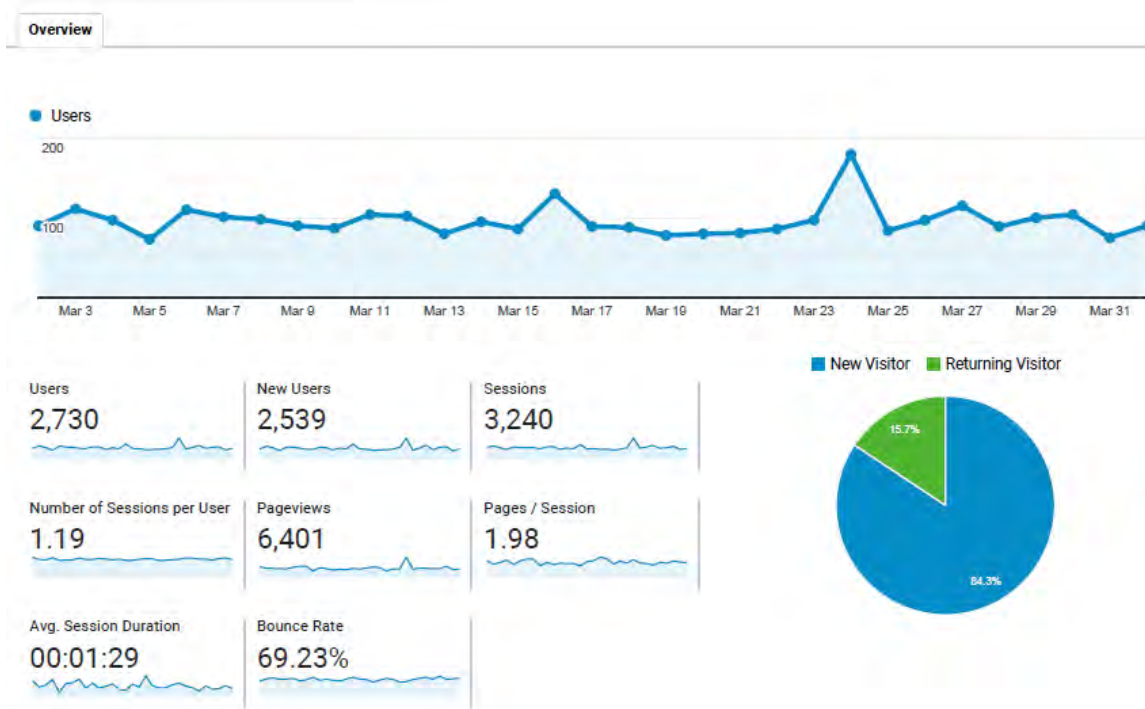 Overview
Users
200
100
Mar 3 Mar 5 Mar 7 Mar 9 Mar 11 Mar 13 Mar 15 Mar 17 Mar 19 Mar 21 Mar 23 Mar 25 Mar 27 Mar 29 Mar 31
New Visitor Returning Visitor
Users New Users Sessions
2,730 2,539 3,240
15.7%
Number of Sessions per User Pageviews Pages / Session
1.19 6,401 1.98
84.3%
Avg. Session Duration Bounce Rate
00:01:29 69.23%